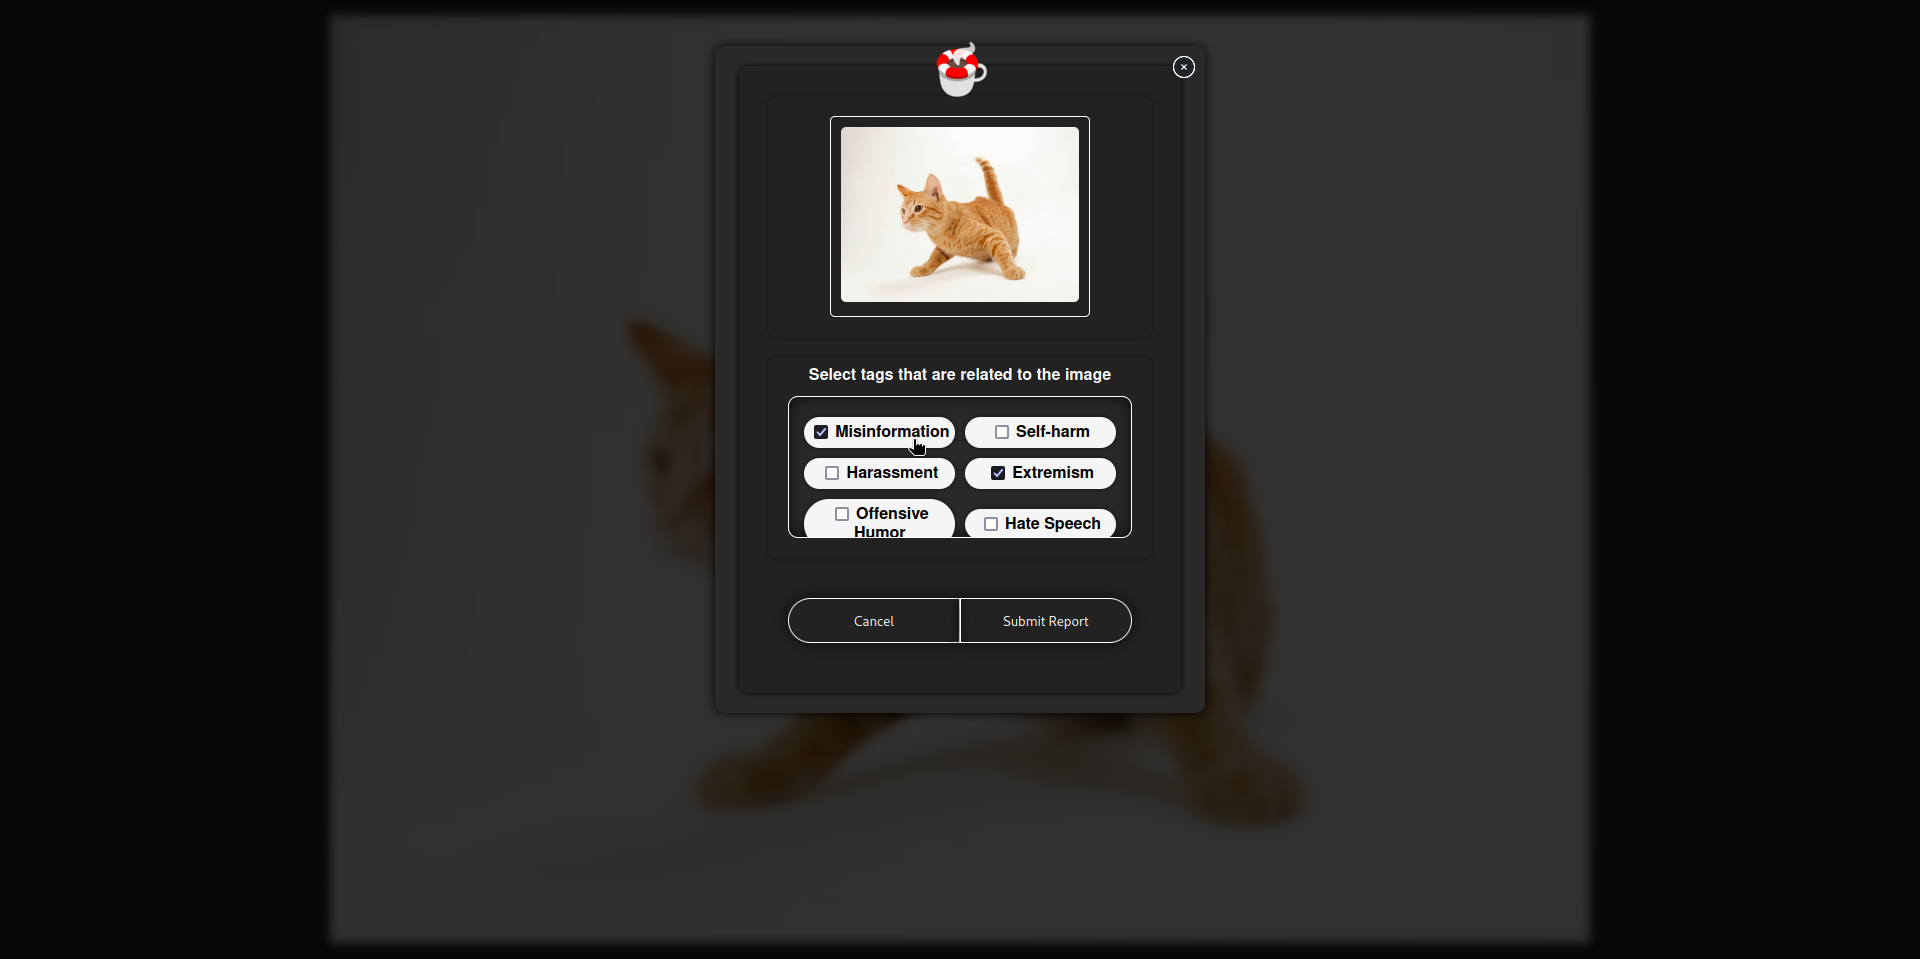 Select tags that are related to the image
Misinformation
Self-harm
Harassment
Extremism
Offensive
Humor
Hate Speech
Cancel
Submit Report